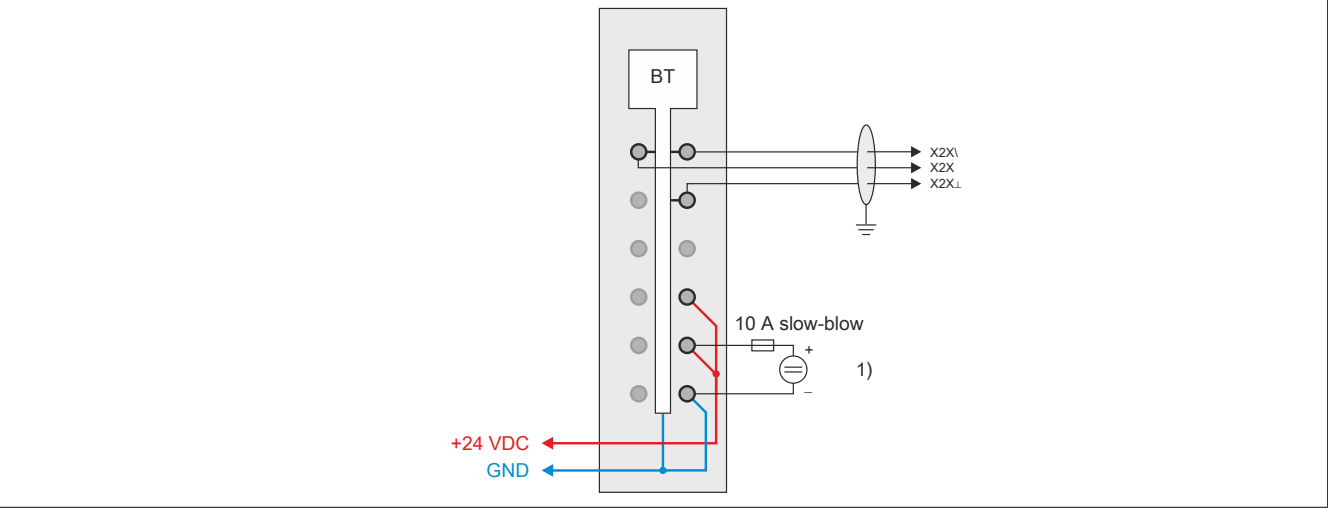 BT
X2X\
X2X
X2X⊥
10 A slow-blow
+
1)
–
+24 VDC
GND